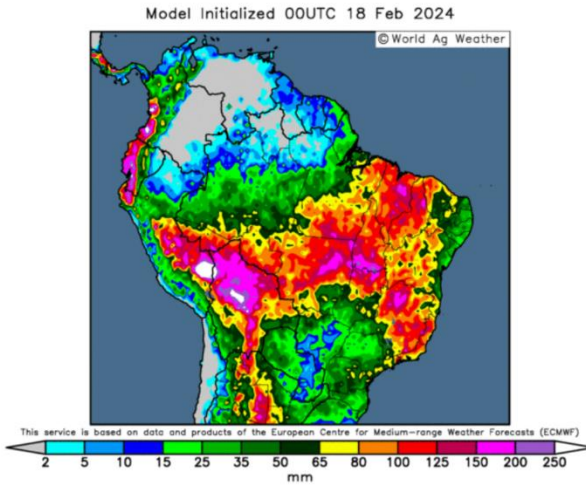 Model Initialized 00UTC 18 Feb 2024
© World Ag Weather
This service is based on data and products of the European Centre for Medium-range Weather Forecasts (ECMWF)
2 5 10 15 25 35 50 65 80 100 125 150 200 250
mm